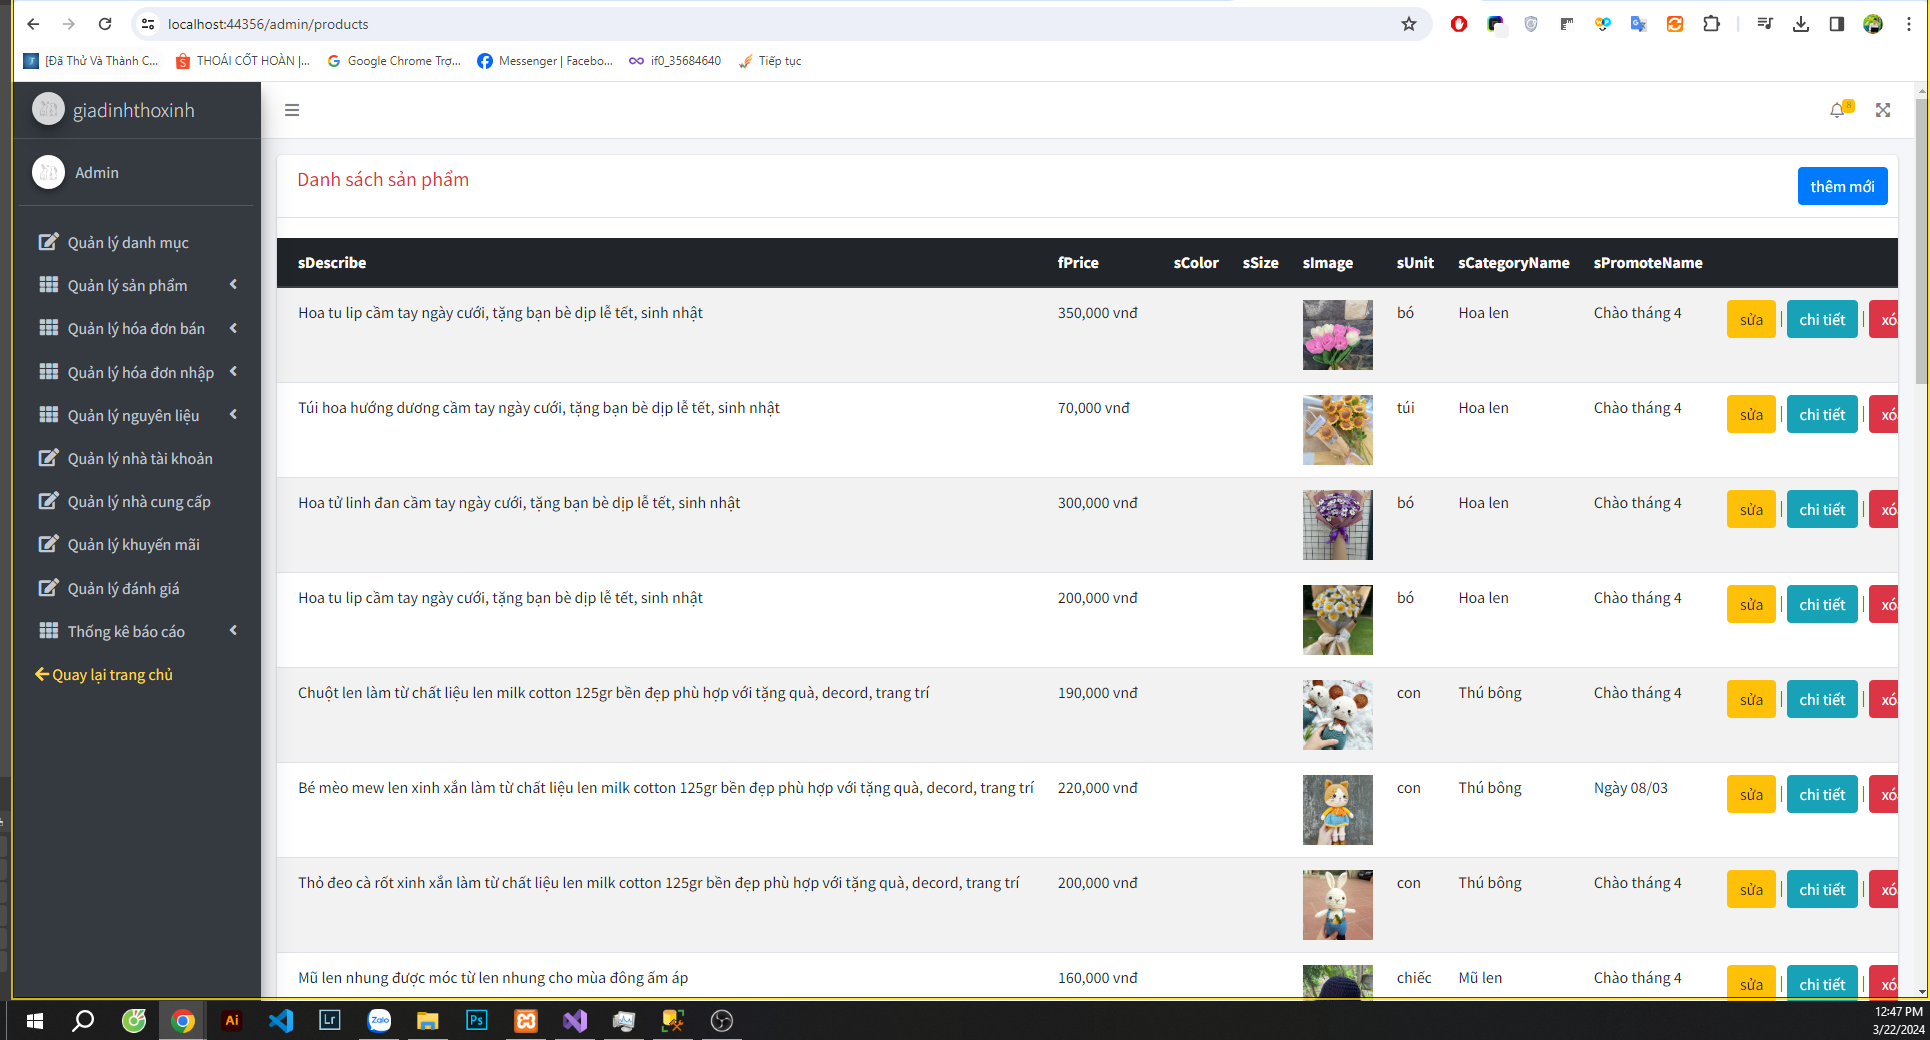 localhost:44356/admin/products
[Đã Thử Và Thành C...
THOÁI CỐT HOÀN |...
Google Chrome Trợ...
Messenger | Facebo...
if0_35684640
Tiếp tục
giadinhthoxinh
8
Admin
Danh sách sản phẩm
thêm mới
Quản lý danh mục
Quản lý sản phẩm
Quản lý hóa đơn bán
Quản lý hóa đơn nhập
Quản lý nguyên liệu
Quản lý nhà tài khoản
Quản lý nhà cung cấp
Quản lý khuyến mãi
Quản lý đánh giá
Thống kê báo cáo
Quay lại trang chủ
sDescribe fPrice sColor sSize sImage sUnit sCategoryName sPromoteName
Hoa tu lip cầm tay ngày cưới, tặng bạn bè dịp lễ tết, sinh nhật 350,000 vnđ bó Hoa len Chào tháng 4 sửa | chi tiết | xó
Túi hoa hướng dương cầm tay ngày cưới, tặng bạn bè dịp lễ tết, sinh nhật 70,000 vnđ túi Hoa len Chào tháng 4 sửa | chi tiết | xó
Hoa tử linh đan cầm tay ngày cưới, tặng bạn bè dịp lễ tết, sinh nhật 300,000 vnđ bó Hoa len Chào tháng 4 sửa | chi tiết | xó
Hoa tu lip cầm tay ngày cưới, tặng bạn bè dịp lễ tết, sinh nhật 200,000 vnđ bó Hoa len Chào tháng 4 sửa | chi tiết | xó
Chuột len làm từ chất liệu len milk cotton 125gr bền đẹp phù hợp với tặng quà, decord, trang trí 190,000 vnđ con Thú bông Chào tháng 4 sửa | chi tiết | xó
Bé mèo mew len xinh xắn làm từ chất liệu len milk cotton 125gr bền đẹp phù hợp với tặng quà, decord, trang trí 220,000 vnđ con Thú bông Ngày 08/03 sửa | chi tiết | xó
Thỏ đeo cà rốt xinh xắn làm từ chất liệu len milk cotton 125gr bền đẹp phù hợp với tặng quà, decord, trang trí 200,000 vnđ con Thú bông Chào tháng 4 sửa | chi tiết | xó
Mũ len nhung được móc từ len nhung cho mùa đông ấm áp 160,000 vnđ chiếc Mũ len Chào tháng 4 sửa | chi tiết | xó
Ai
Lr
Zalo
Ps
12:47 PM
3/22/2024